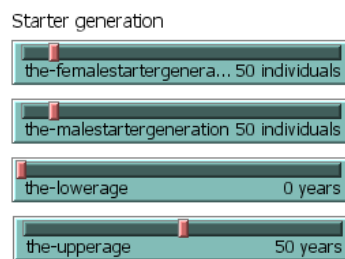 Starter generation
the-femalestartergenera... 50 individuals
the-malestartergeneration 50 individuals
the-lowerage 0 years
the-upperage 50 years